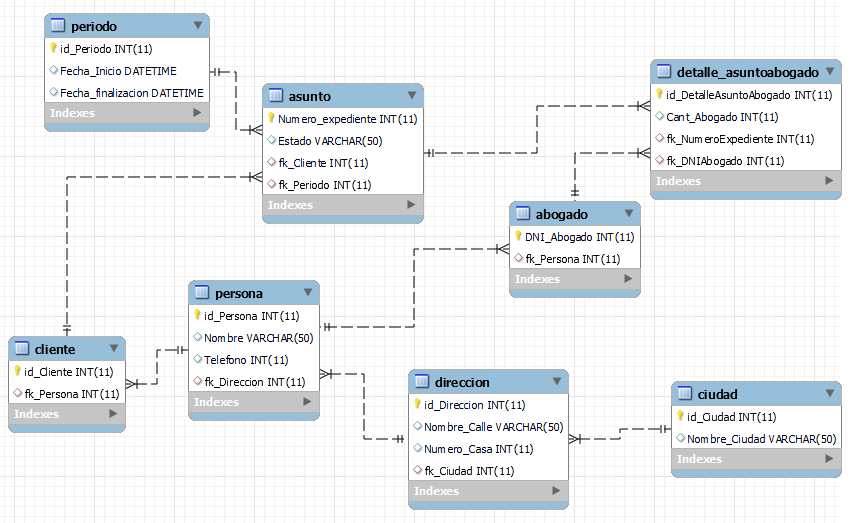 periodo
id_Periodo INT(11)
Fecha_Inicio DATETIME
Fecha_finalizacion DATETIME
Indexes
asunto
Numero_expediente INT(11)
Estado VARCHAR(50)
fk_Cliente INT(11)
fk_Periodo INT(11)
Indexes
detalle_asuntoabogado
id_DetalleAsuntoAbogado INT(11)
Cant_Abogado INT(11)
fk_NumeroExpediente INT(11)
fk_DNIAbogado INT(11)
Indexes
abogado
DNI_Abogado INT(11)
fk_Persona INT(11)
Indexes
persona
id_Persona INT(11)
Nombre VARCHAR(50)
Telefono INT(11)
fk_Direccion INT(11)
Indexes
cliente
id_Cliente INT(11)
fk_Persona INT(11)
Indexes
direccion
id_Direccion INT(11)
Nombre_Calle VARCHAR(50)
Numero_Casa INT(11)
fk_Ciudad INT(11)
Indexes
ciudad
id_Ciudad INT(11)
Nombre_Ciudad VARCHAR(50)
Indexes